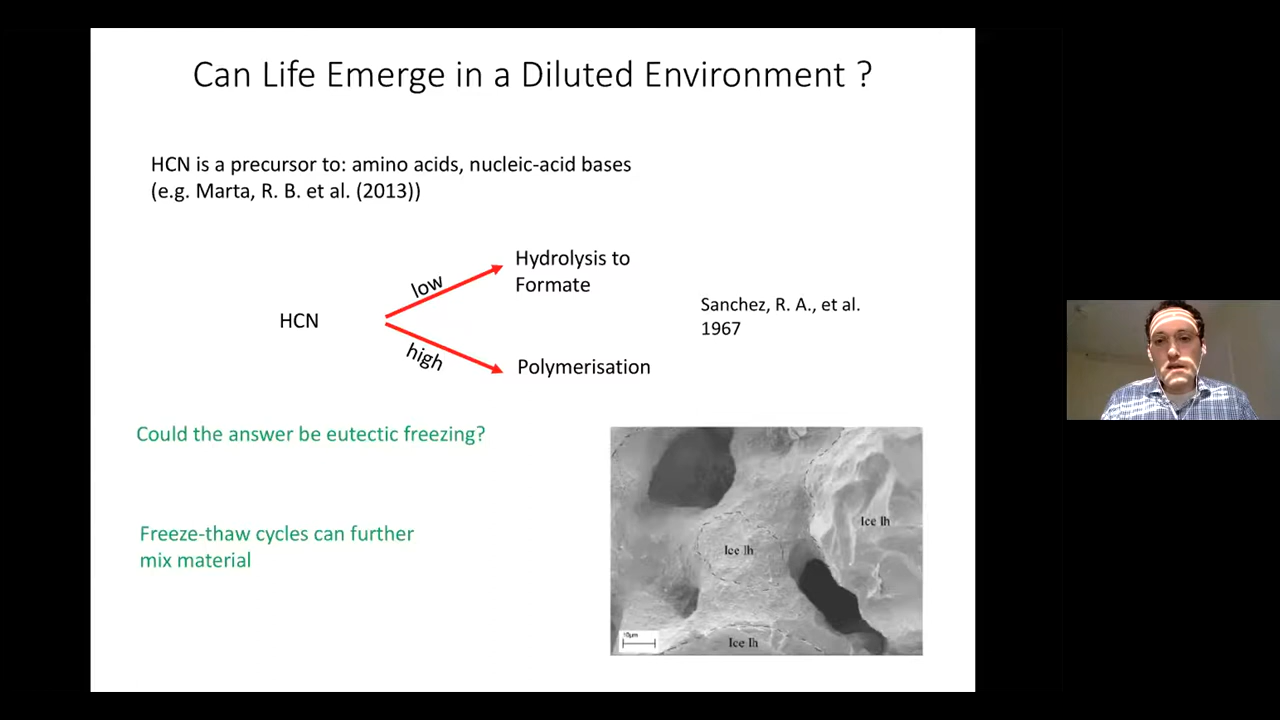 Can Life Emerge in a Diluted Environment ?
HCN is a precursor to: amino acids, nucleic-acid bases
(e.g. Marta, R. B. et al. (2013))
low
Hydrolysis to
Formate
HCN
Sanchez, R. A., et al.
1967
high
Polymerisation
Could the answer be eutectic freezing?
Freeze-thaw cycles can further
mix material
Ice Ih
Ice Ih
10µm
Ice Ih